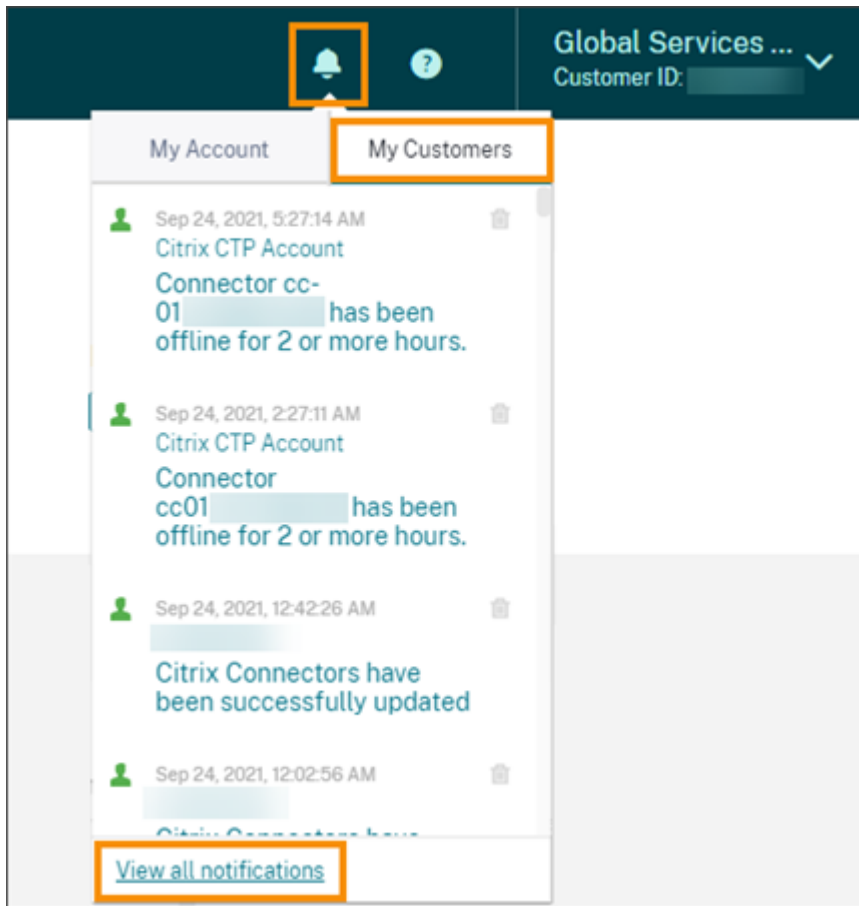 Global Services ...
Customer ID:
My Account
My Customers
Sep 24, 2021, 5:27:14 AM
Citrix CTP Account
Connector cc-
01 has been
offline for 2 or more hours.
Sep 24, 2021, 2:27:11 AM
Citrix CTP Account
Connector
cc01 has been
offline for 2 or more hours.
Sep 24, 2021, 12:42:26 AM
Citrix Connectors have
been successfully updated
Sep 24, 2021, 12:02:56 AM
Citrix Connectors have
View all notifications